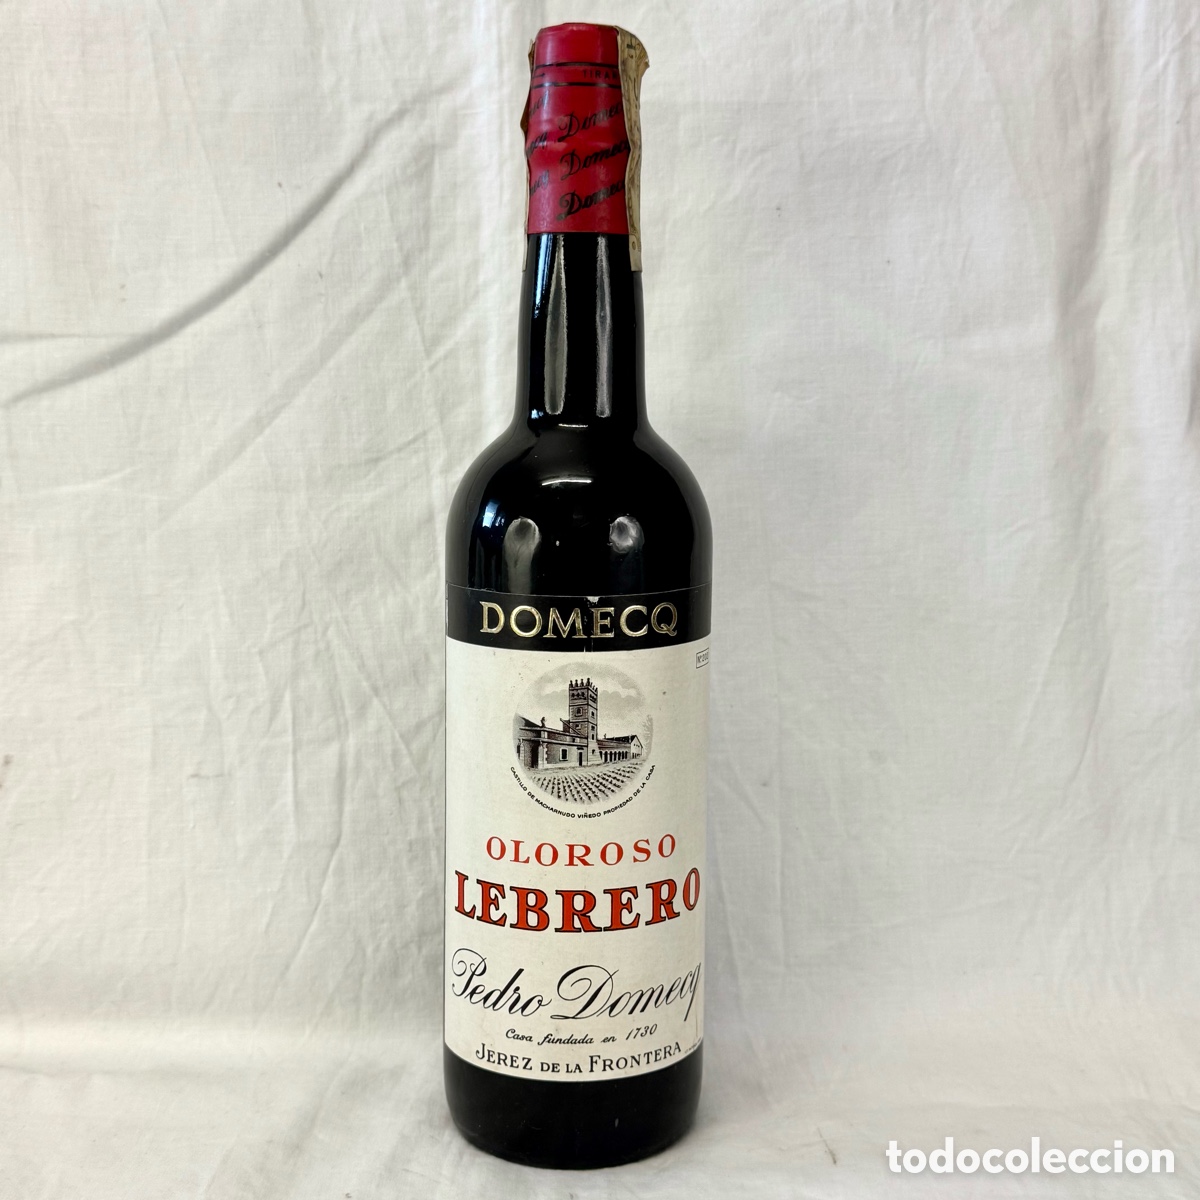 Domecq
Domecq
Domecq
DOMECQ
CASTILLO DE MACHARNUDO VIÑEDO PROPIEDAD DE LA CASA
OLOROSO
LEBRERO
Pedro Domecq
Casa fundada en 1730
JEREZ DE LA FRONTERA
todocoleccion